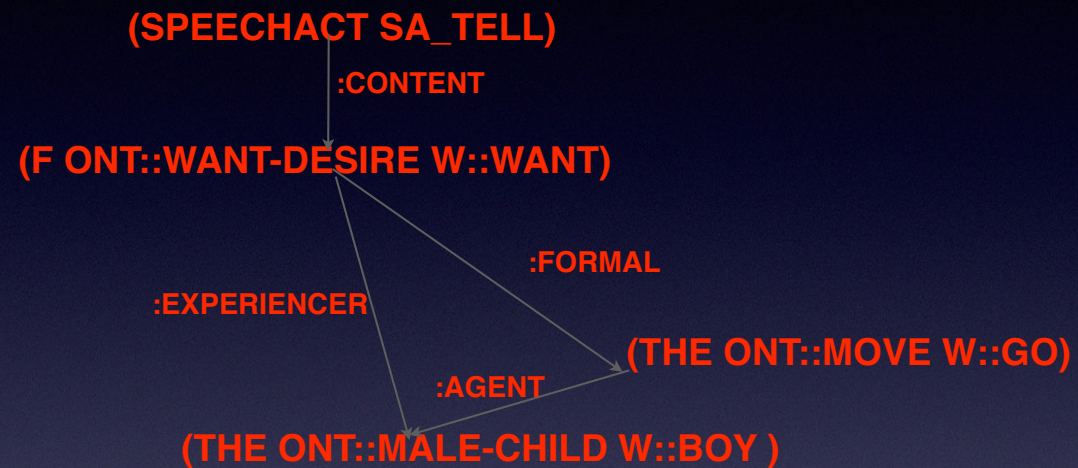 (SPEECHACT SA_TELL)
:CONTENT
(F ONT::WANT-DESIRE W::WANT)
:FORMAL
:EXPERIENCER
(THE ONT::MOVE W::GO)
:AGENT
(THE ONT::MALE-CHILD W::BOY )